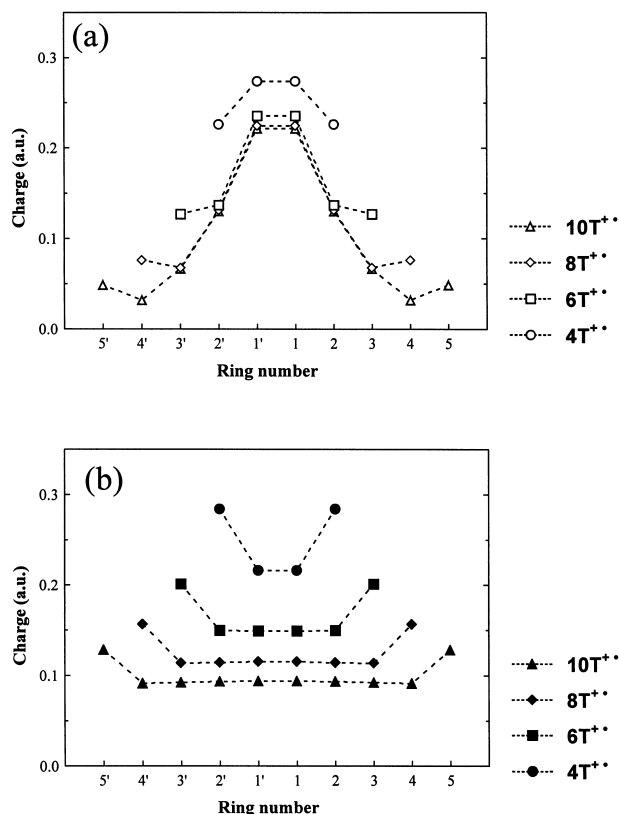 (a)
0.3
0.2
0.1
0.0
Charge (a.u.)
5' 4' 3' 2' 1' 1 2 3 4 5
Ring number
10T+•
8T+•
6T+•
4T+•
(b)
0.3
0.2
0.1
0.0
Charge (a.u.)
5' 4' 3' 2' 1' 1 2 3 4 5
Ring number
10T+•
8T+•
6T+•
4T+•